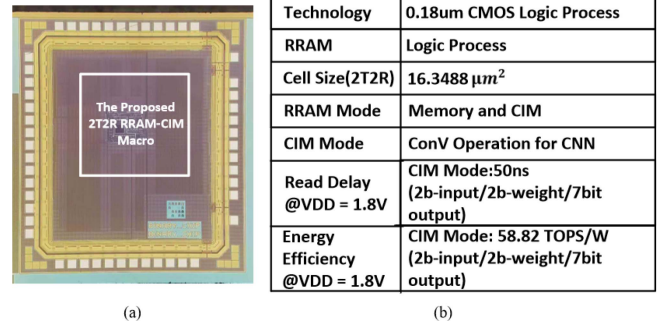 The Proposed
2T2R RRAM-CIM
Macro
(a)
Technology 0.18um CMOS Logic Process
RRAM Logic Process
Cell Size(2T2R) 16.3488 μm²
RRAM Mode Memory and CIM
CIM Mode ConV Operation for CNN
Read Delay
@VDD = 1.8V
CIM Mode:50ns
(2b-input/2b-weight/7bit
output)
Energy
Efficiency
@VDD = 1.8V
CIM Mode: 58.82 TOPS/W
(2b-input/2b-weight/7bit
output)
(b)